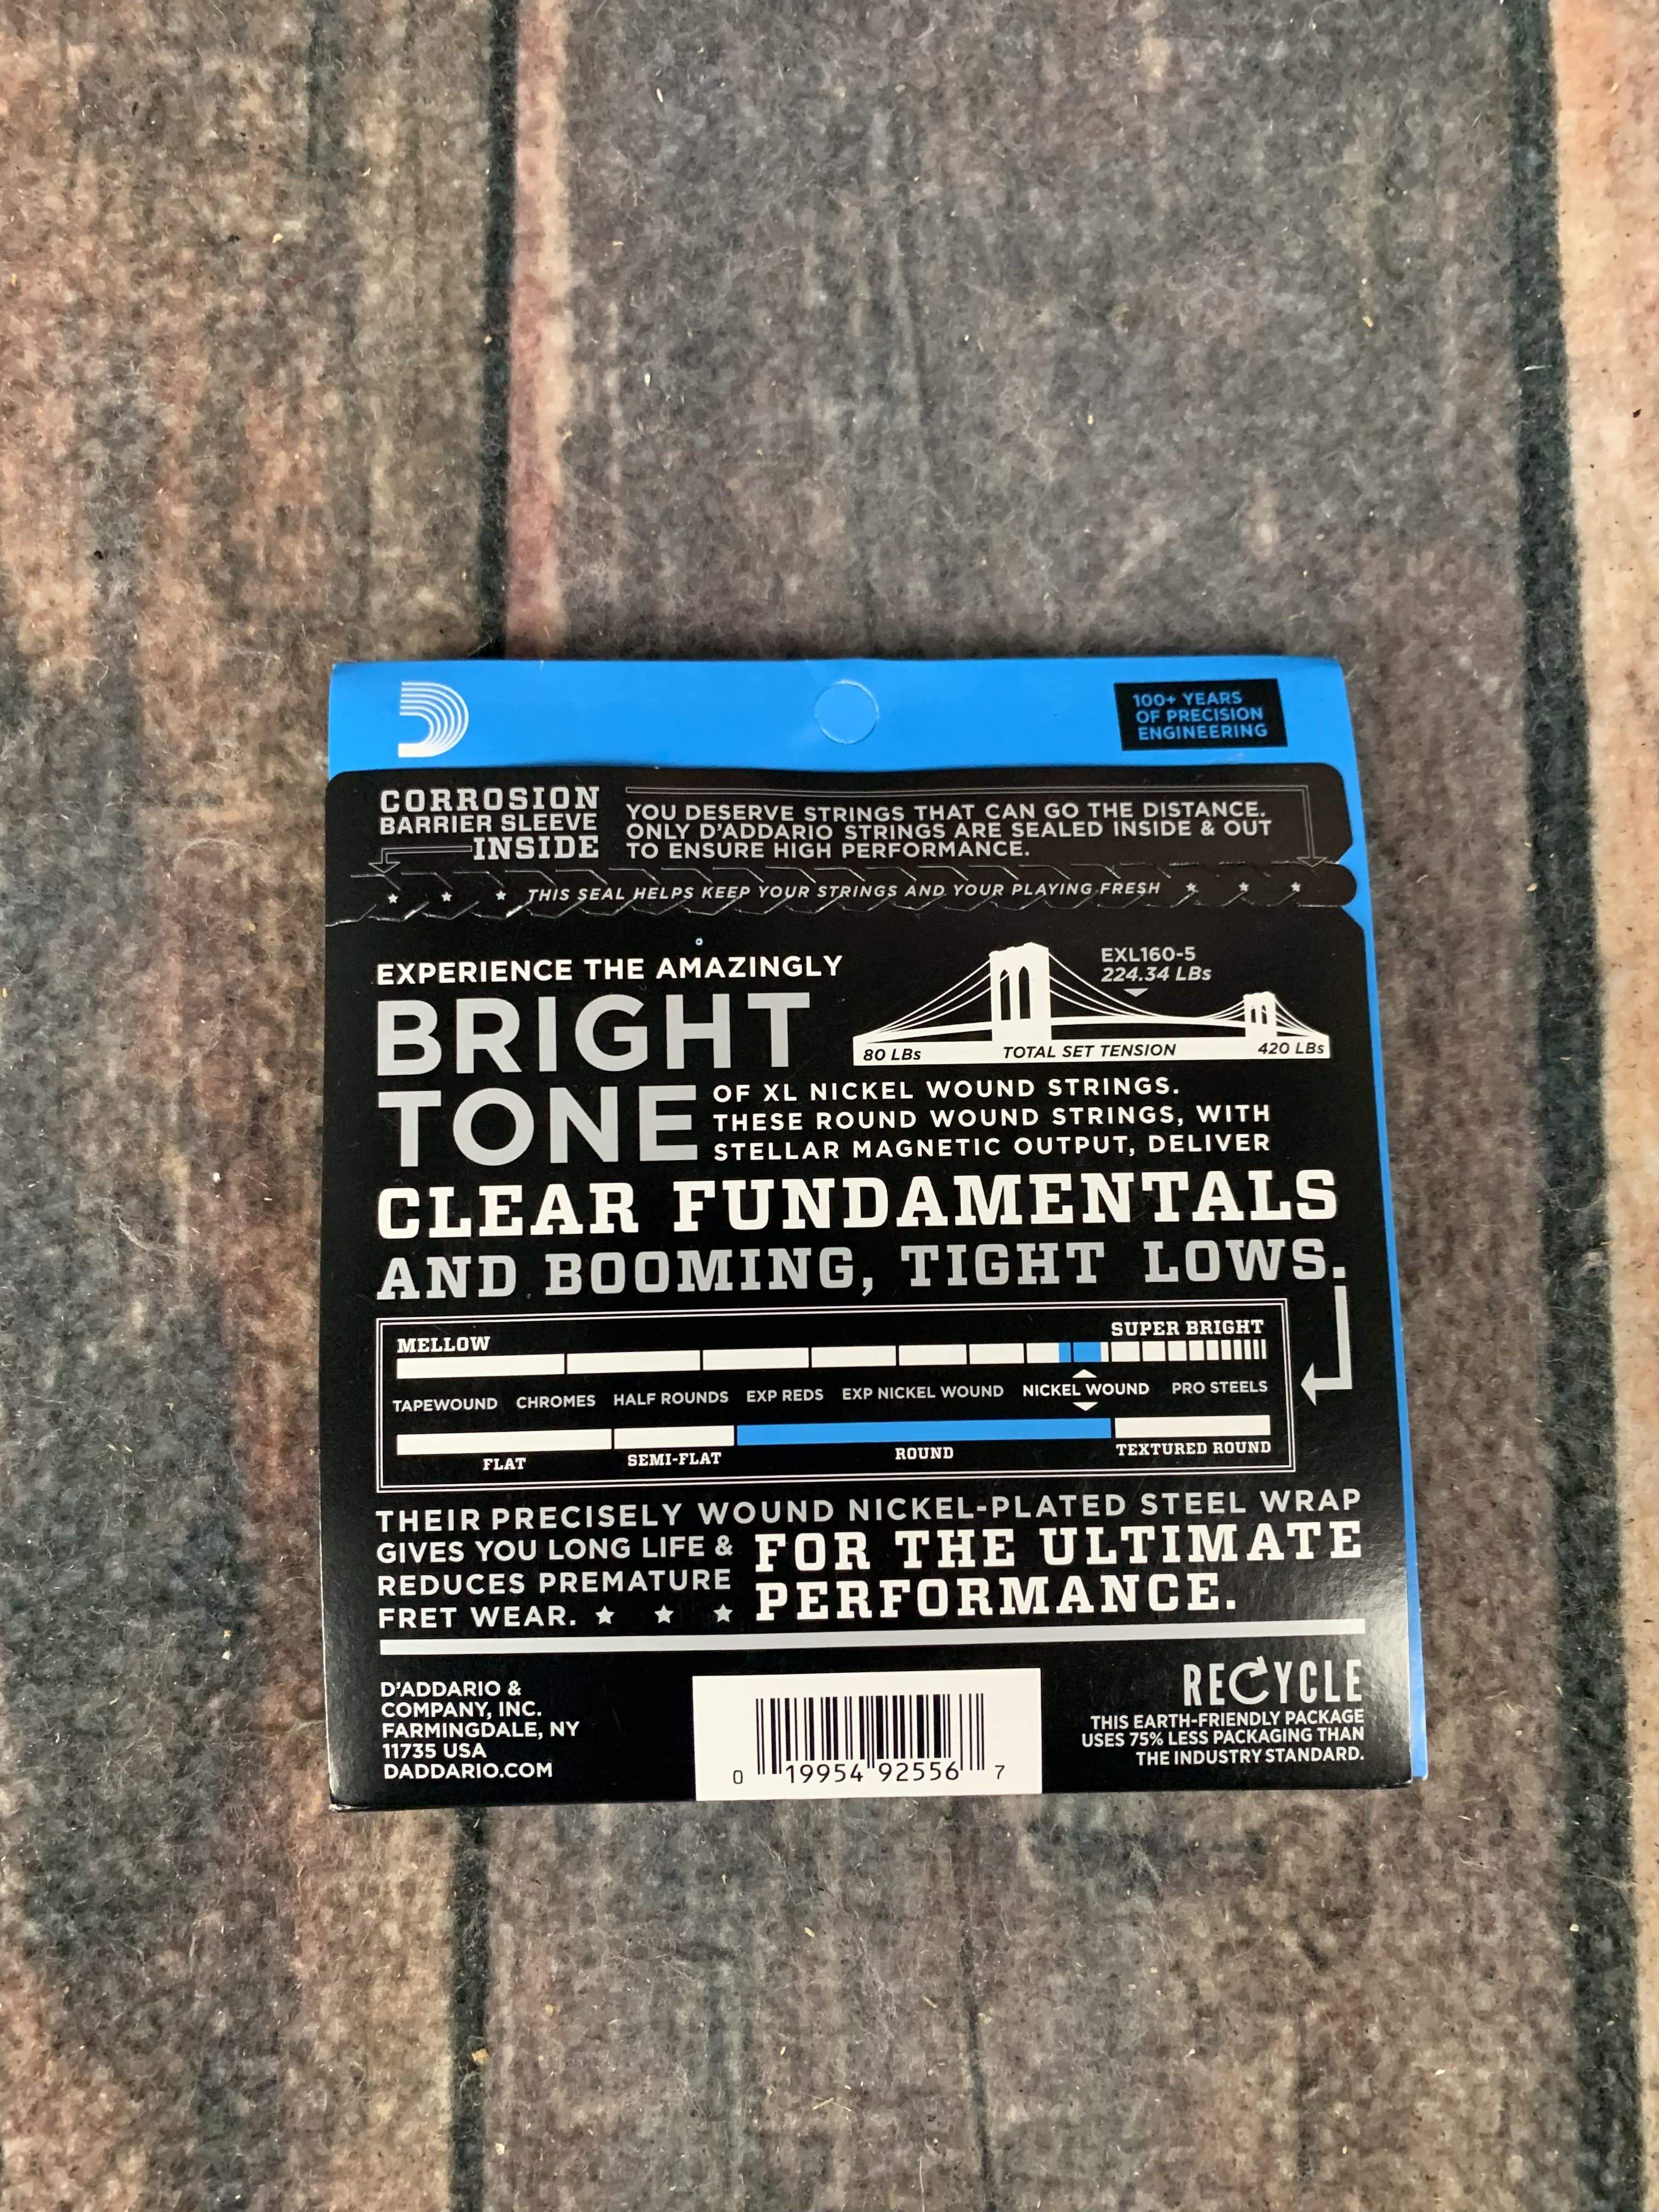 100+ YEARS
OF PRECISION
ENGINEERING
CORROSION
BARRIER SLEEVE
INSIDE
YOU DESERVE STRINGS THAT CAN GO THE DISTANCE.
ONLY D'ADDARIO STRINGS ARE SEALED INSIDE & OUT
TO ENSURE HIGH PERFORMANCE.
THIS SEAL HELPS KEEP YOUR STRINGS AND YOUR PLAYING FRESH
EXPERIENCE THE AMAZINGLY
BRIGHT
TONE
EXL160-5
224.34 LBs
80 LBs TOTAL SET TENSION 420 LBs
OF XL NICKEL WOUND STRINGS.
THESE ROUND WOUND STRINGS, WITH
STELLAR MAGNETIC OUTPUT, DELIVER
CLEAR FUNDAMENTALS
AND BOOMING, TIGHT LOWS.
MELLOW SUPER BRIGHT
TAPEWOUND CHROMES HALF ROUNDS EXP REDS EXP NICKEL WOUND NICKEL WOUND PRO STEELS
FLAT SEMI-FLAT ROUND TEXTURED ROUND
THEIR PRECISELY WOUND NICKEL-PLATED STEEL WRAP
GIVES YOU LONG LIFE &
REDUCES PREMATURE
FRET WEAR.
FOR THE ULTIMATE
PERFORMANCE.
D'ADDARIO &
COMPANY, INC.
FARMINGDALE, NY
11735 USA
DADDARIO.COM
0 19954 92556 7
RECYCLE
THIS EARTH-FRIENDLY PACKAGE
USES 75% LESS PACKAGING THAN
THE INDUSTRY STANDARD.